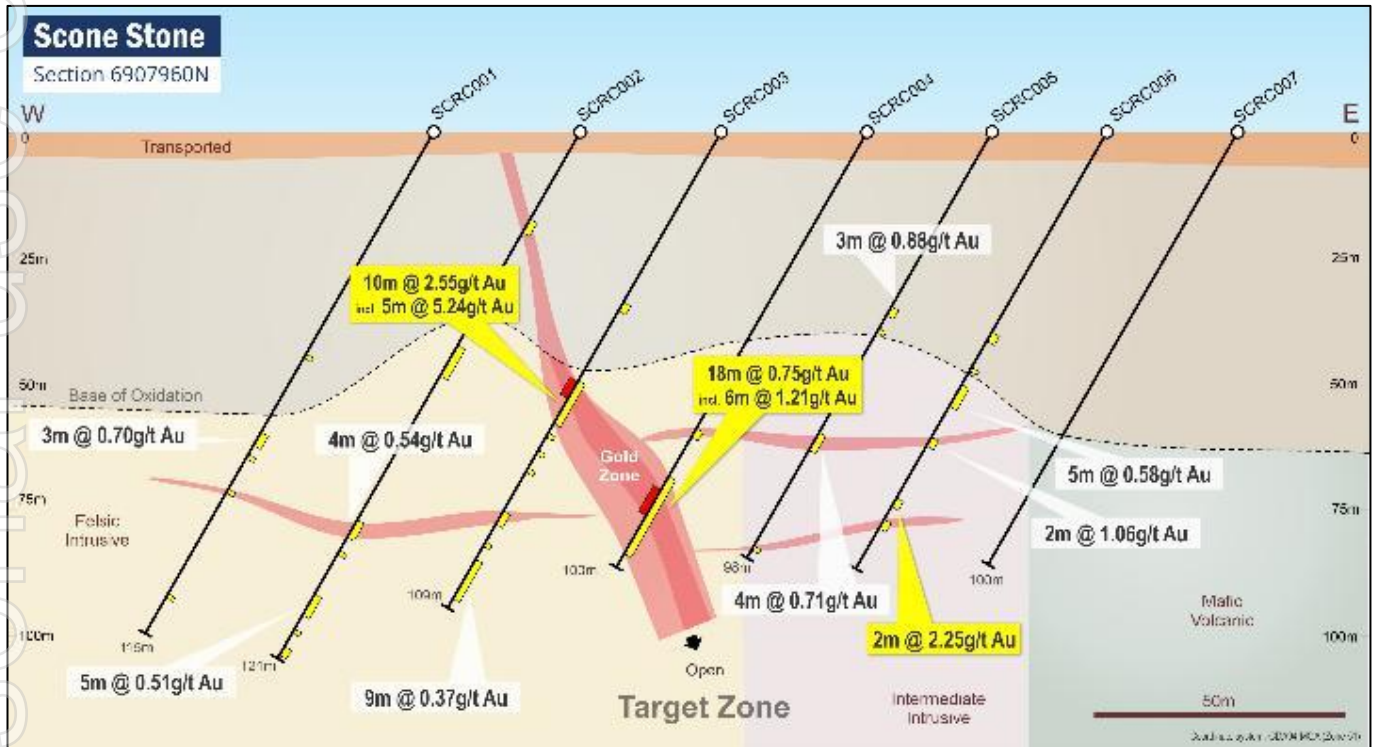 Scone Stone
Section 6907960N
W
E
SCRC001
SCRC002
SCRC003
SCRC004
SCRC005
SCRC006
SCRC007
0
0
Transported
3m @ 0.88g/t Au
25m
25m
10m @ 2.55g/t Au
incl. 5m @ 5.24g/t Au
18m @ 0.75g/t Au
incl. 6m @ 1.21g/t Au
50m
50m
Base of Oxidation
3m @ 0.70g/t Au
4m @ 0.54g/t Au
Gold
Zone
5m @ 0.58g/t Au
75m
75m
Felsic
Intrusive
2m @ 1.06g/t Au
100m
98m
100m
109m
4m @ 0.71g/t Au
Mafic
Volcanic
2m @ 2.25g/t Au
100m
100m
115m
121m
Open
5m @ 0.51g/t Au
9m @ 0.37g/t Au
Target Zone
Intermediate
Intrusive
50m